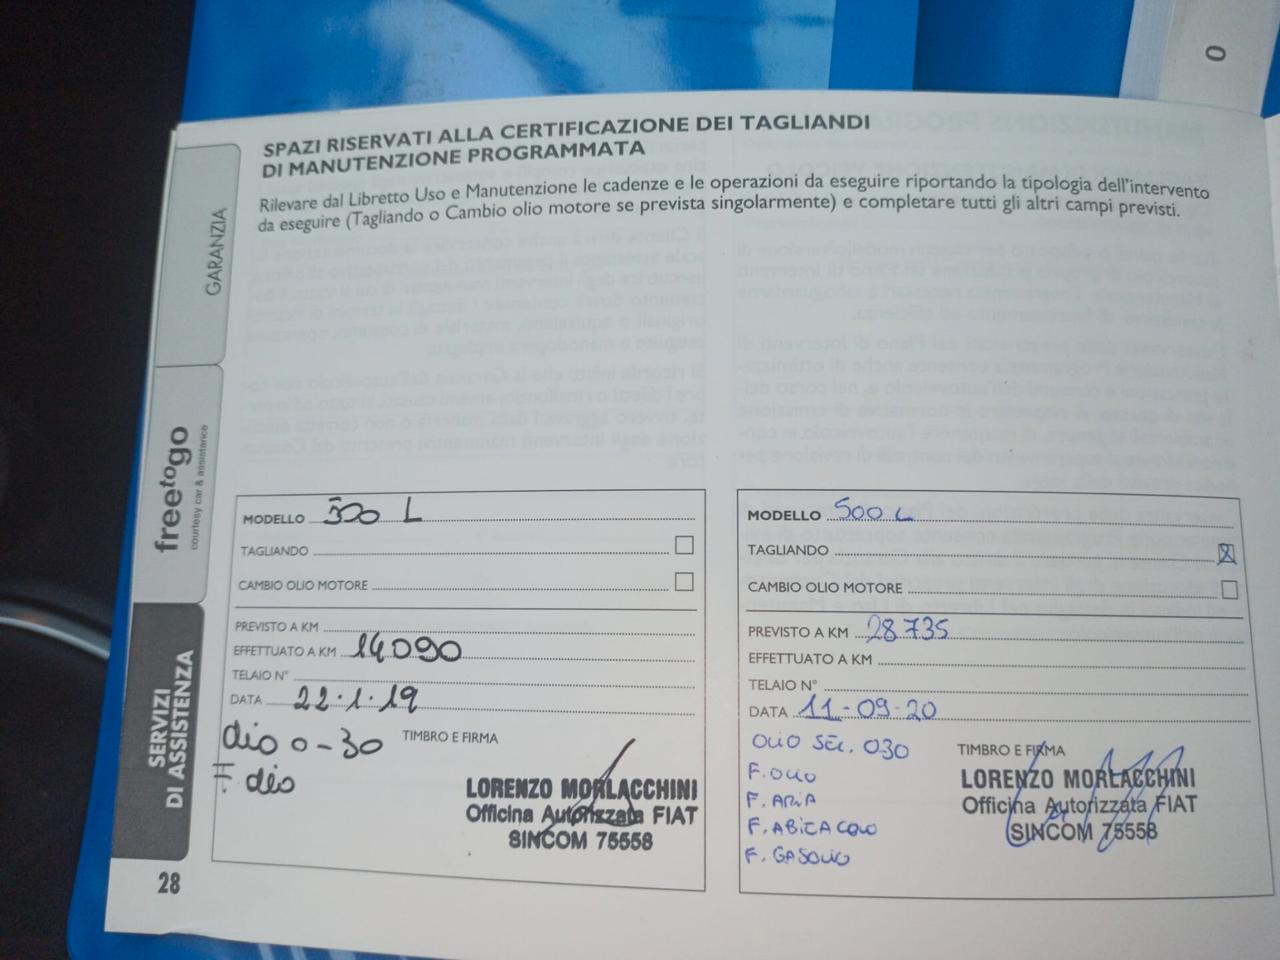 SPAZI RISERVATI ALLA CERTIFICAZIONE DEI TAGLIANDI
DI MANUTENZIONE PROGRAMMATA
Rilevare dal Libretto Uso e Manutenzione le cadenze e le operazioni da eseguire riportando la tipologia dell'intervento
da eseguire (Tagliando o Cambio olio motore se prevista singolarmente) e completare tutti gli altri campi previsti.
GARANZIA
freetogo
courtesy car & assistance
SERVIZI
DI ASSISTENZA
MODELLO 500 L
TAGLIANDO
CAMBIO OLIO MOTORE
PREVISTO A KM
EFFETTUATO A KM 14090
TELAIO N°
DATA 22.1.19
olio 0-30
F. olio
TIMBRO E FIRMA
LORENZO MORLACCHINI
Officina Autorizzata FIAT
SINCOM 75558
MODELLO 500 L
TAGLIANDO X
CAMBIO OLIO MOTORE
PREVISTO A KM 28735
EFFETTUATO A KM
TELAIO N°
DATA 11-09-20
OLIO SEL. 030
F. OLIO
F. ARIA
F. ABITACOLO
F. GASOLIO
TIMBRO E FIRMA
LORENZO MORLACCHINI
Officina Autorizzata FIAT
SINCOM 75558
28
0